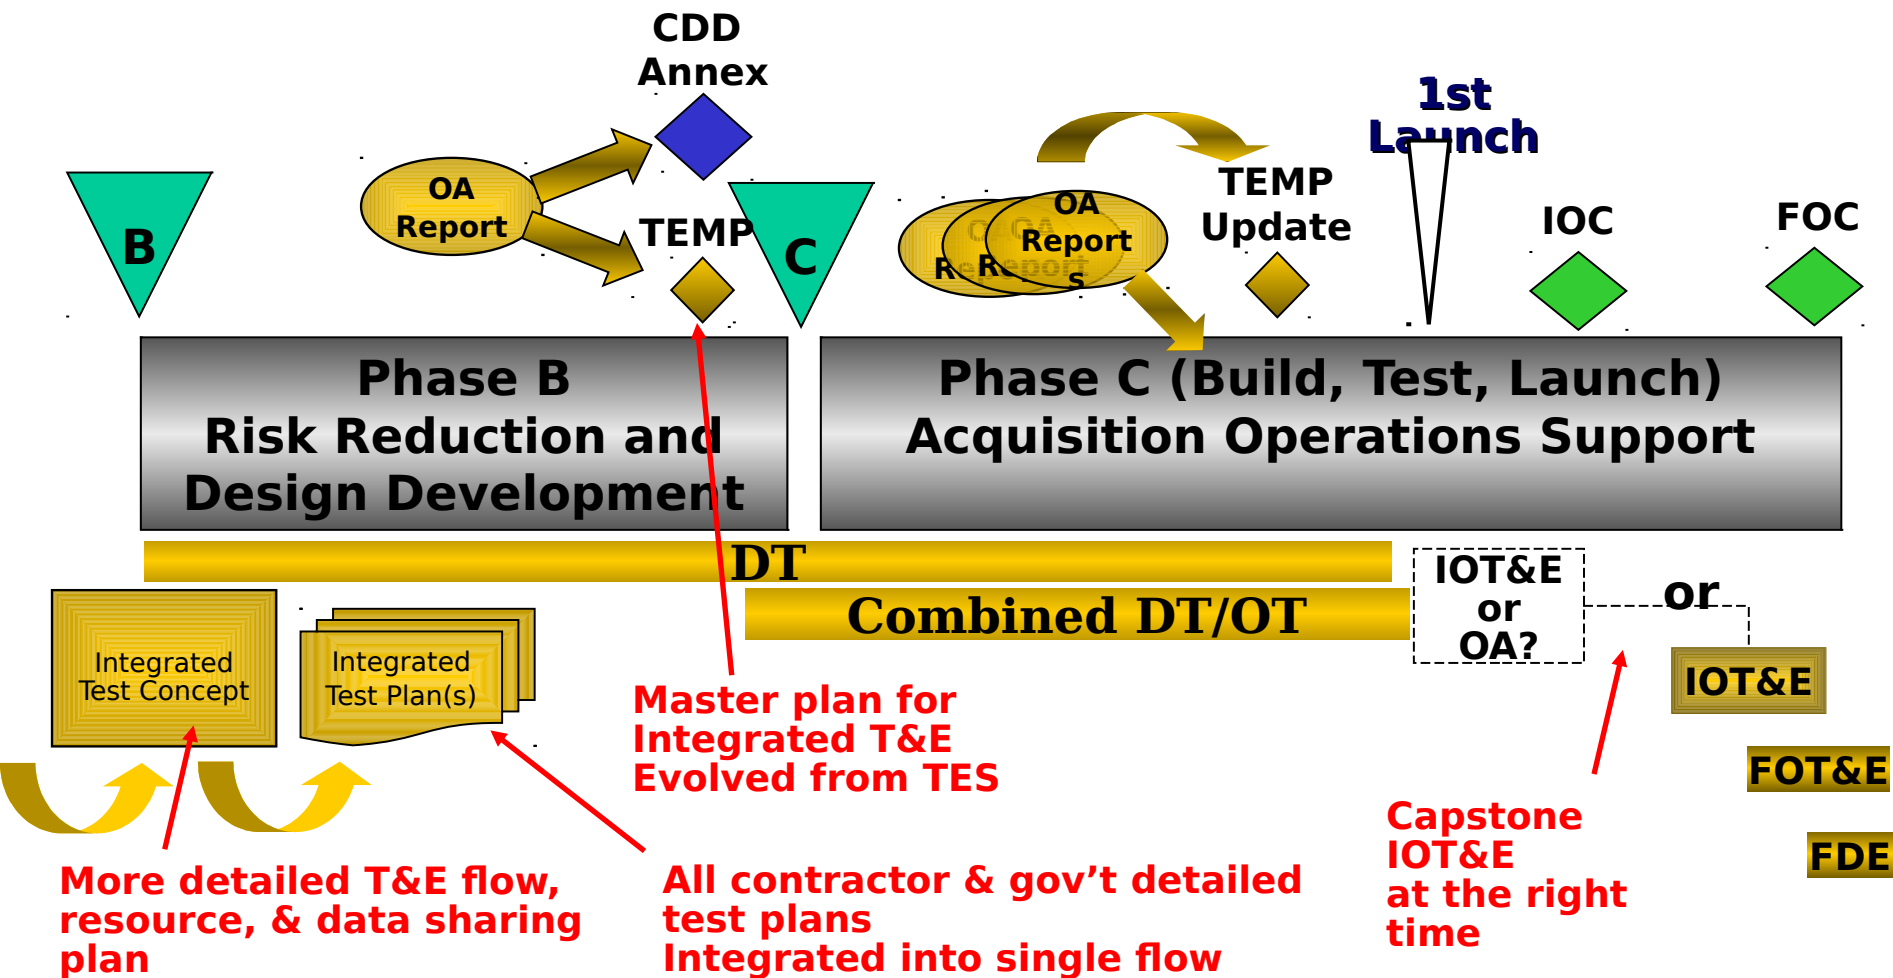 CDD
Annex
1st
Launch
B
OA
Report
TEMP
C
OA
Report
s
TEMP
Update
IOC
FOC
Phase B
Risk Reduction and
Design Development
Phase C (Build, Test, Launch)
Acquisition Operations Support
DT
Combined DT/OT
IOT&E
or
OA?
or
IOT&E
FOT&E
FDE
Integrated
Test Concept
Integrated
Test Plan(s)
Master plan for
Integrated T&E
Evolved from TES
More detailed T&E flow,
resource, & data sharing
plan
All contractor & gov’t detailed
test plans
Integrated into single flow
Capstone
IOT&E
at the right
time